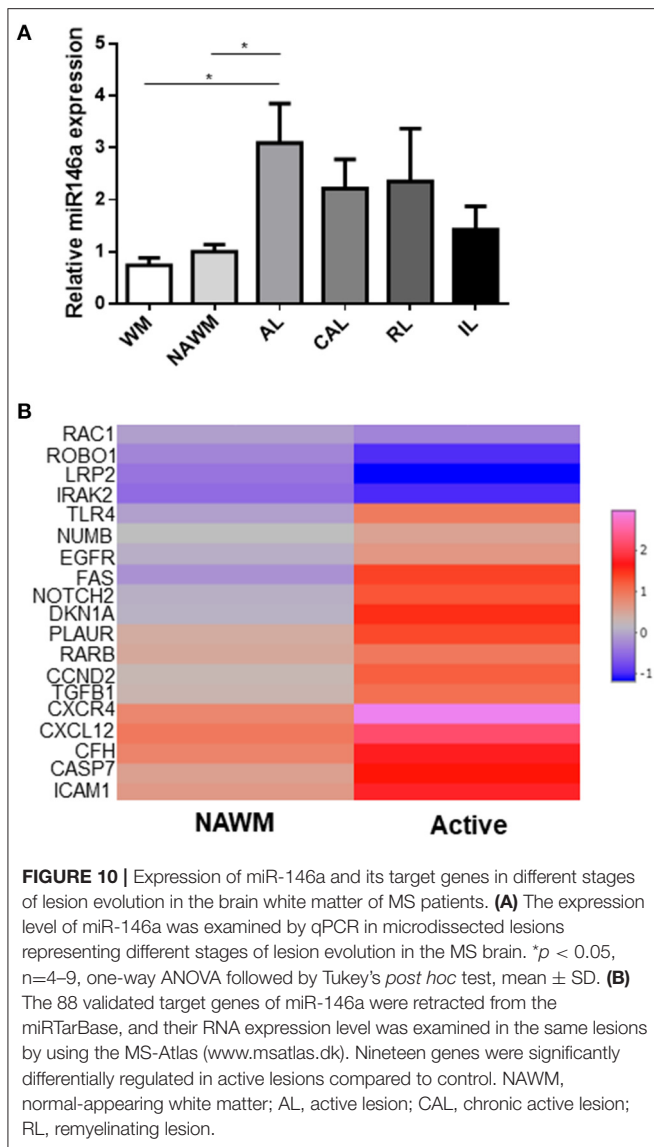 A
Relative miR146a expression
5
4
3
2
1
0
*
*
WM
NAWM
AL
CAL
RL
IL
B
RAC1
ROBO1
LRP2
IRAK2
TLR4
NUMB
EGFR
FAS
NOTCH2
DKN1A
PLAUR
RARB
CCND2
TGFB1
CXCR4
CXCL12
CFH
CASP7
ICAM1
NAWM Active
2
1
0
-1
FIGURE 10 | Expression of miR-146a and its target genes in different stages
of lesion evolution in the brain white matter of MS patients. (A) The expression
level of miR-146a was examined by qPCR in microdissected lesions
representing different stages of lesion evolution in the MS brain. *p < 0.05,
n=4–9, one-way ANOVA followed by Tukey's post hoc test, mean ± SD. (B)
The 88 validated target genes of miR-146a were retracted from the
miRTarBase, and their RNA expression level was examined in the same lesions
by using the MS-Atlas (www.msatlas.dk). Nineteen genes were significantly
differentially regulated in active lesions compared to control. NAWM,
normal-appearing white matter; AL, active lesion; CAL, chronic active lesion;
RL, remyelinating lesion.